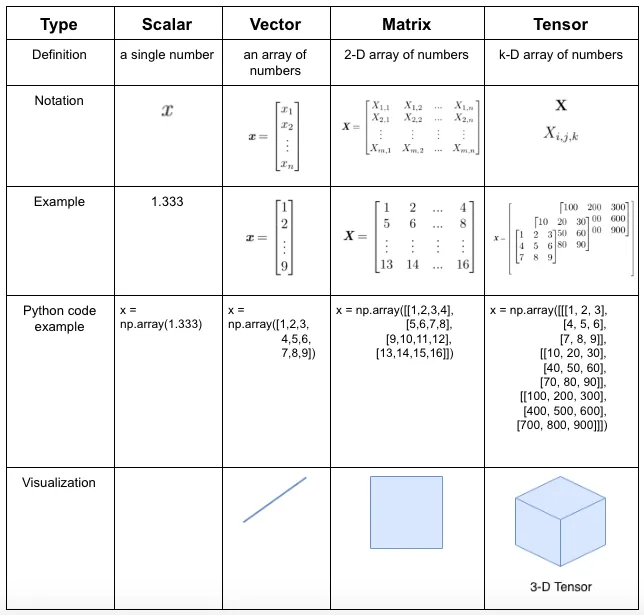 Type Scalar Vector Matrix Tensor
Definition a single number an array of numbers 2-D array of numbers k-D array of numbers
Notation
x
x = [x1 x2 ⋮ xn]
X = [X1,1 X1,2 ... X1,n
X2,1 X2,2 ... X2,n
⋮ ⋮ ⋮ ⋮
Xm,1 Xm,2 ... Xm,n]
X
Xi,j,k
Example
1.333
x = [1 2 ⋮ 9]
X = [1 2 ... 4
5 6 ... 8
⋮ ⋮ ⋮ ⋮
13 14 ... 16]
X =
100 200 300
10 20 30 00 600
1 2 3 50 60 00 900
4 5 6 80 90
7 8 9
Python code
example
x =
np.array(1.333)
x =
np.array([1,2,3,
4,5,6,
7,8,9])
x = np.array([[1,2,3,4],
[5,6,7,8],
[9,10,11,12],
[13,14,15,16]])
x = np.array([[[1, 2, 3],
[4, 5, 6],
[7, 8, 9]],
[[10, 20, 30],
[40, 50, 60],
[70, 80, 90]],
[[100, 200, 300],
[400, 500, 600],
[700, 800, 900]]])
Visualization
3-D Tensor